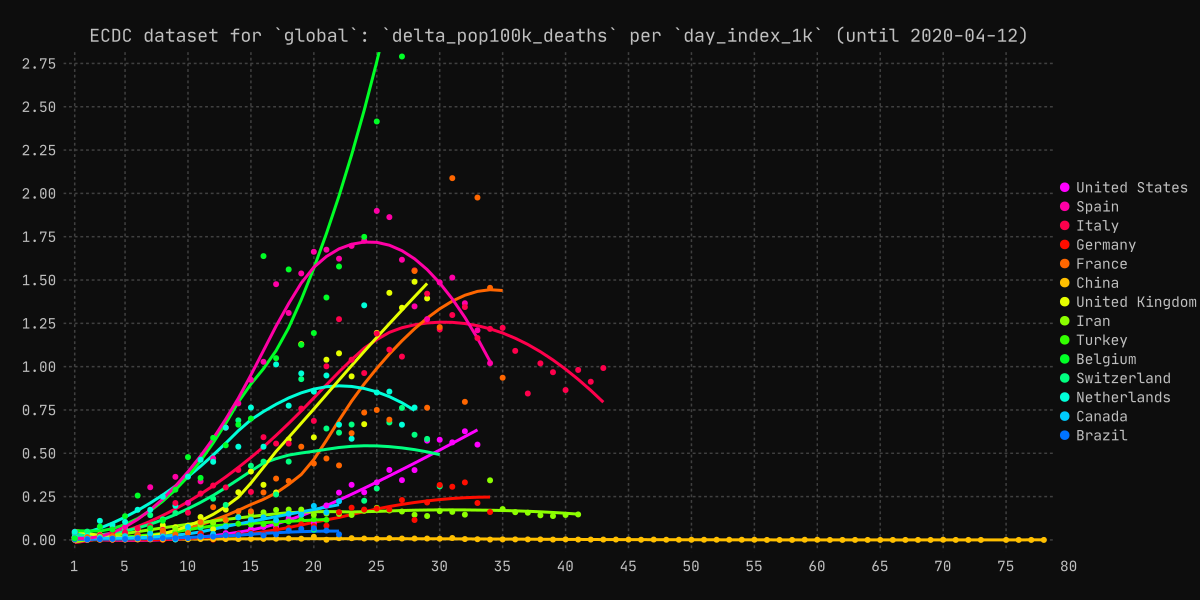 ECDC dataset for `global`: `delta_pop100k_deaths` per `day_index_1k` (until 2020-04-12)
2.75
2.50
2.25
2.00
1.75
1.50
1.25
1.00
0.75
0.50
0.25
0.00
1 5 10 15 20 25 30 35 40 45 50 55 60 65 70 75 80
United States
Spain
Italy
Germany
France
China
United Kingdom
Iran
Turkey
Belgium
Switzerland
Netherlands
Canada
Brazil